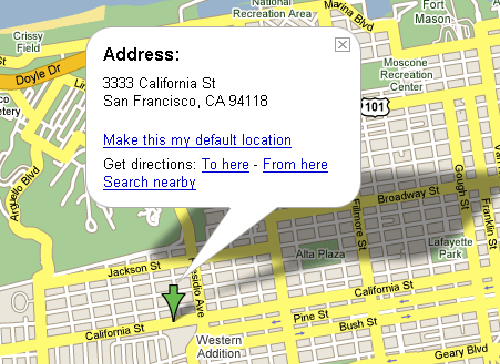 National
Recreation Area
Marina Blvd
Fort
Mason
Crissy
Field
Doyle Dr
Moscone
Recreation
Center
101
Address:
3333 California St
San Francisco, CA 94118
Make this my default location
Get directions: To here - From here
Search nearby
Arguello Blvd
Broadway St
Gough St
Franklin St
Fillmore St
Lafayette
Park
Alta Plaza
Jackson St
sidio Ave
California St
Pine St
Bush St
Western
Addition
Geary Blvd